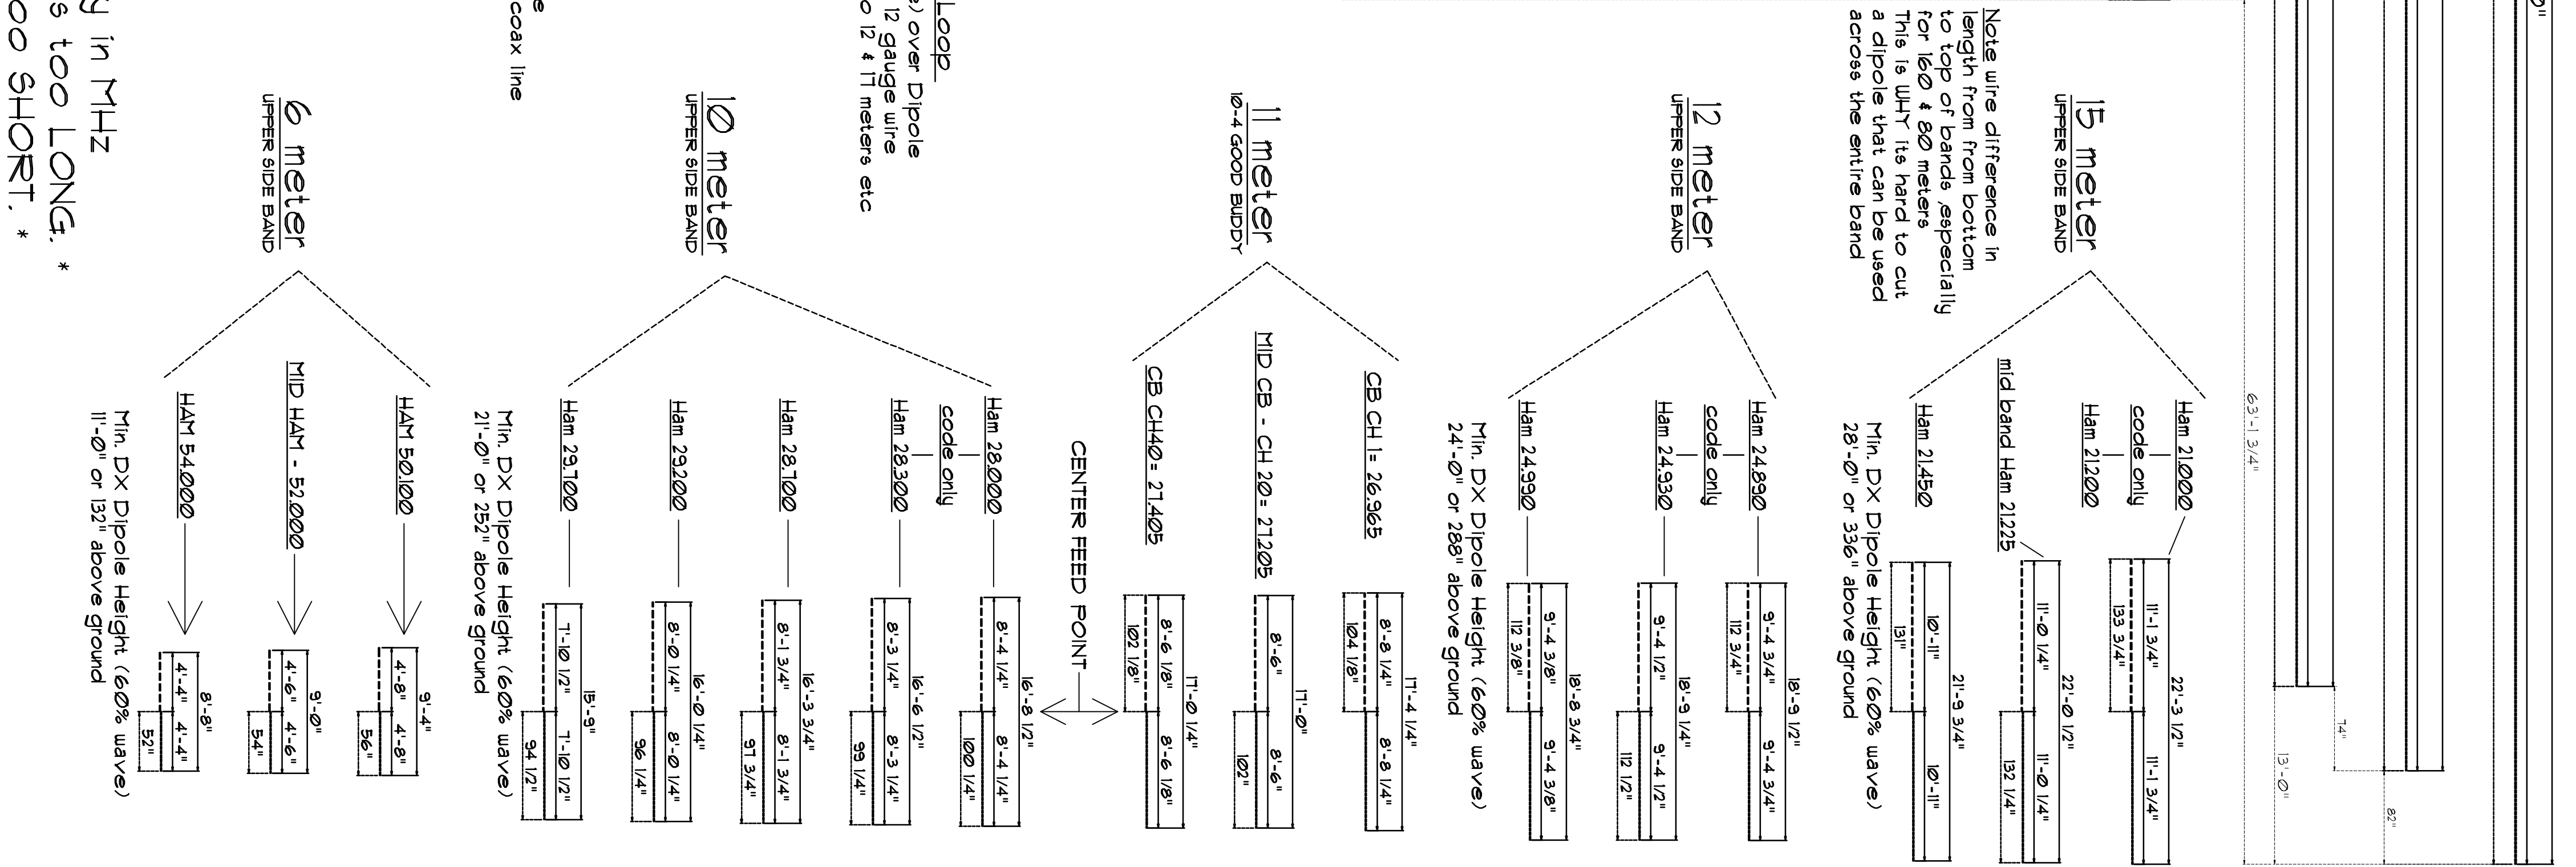 0"
82"
74"
13'-0"
63'-1 3/4"
15 meter
UPPER SIDE BAND
Ham 21.000
code only
Ham 21.200
mid band Ham 21.225
Ham 21.450
22'-3 1/2"
11'-1 3/4" 11'-1 3/4"
133 3/4"
22'-0 1/2"
11'-0 1/4" 11'-0 1/4"
132 1/4"
21'-9 3/4"
10'-11" 10'-11"
131"
Min. DX Dipole Height (60% wave)
28'-0" or 336" above ground
Note wire difference in
length from from bottom
to top of bands ,especially
for 160 & 80 meters
This is WHY its hard to cut
a dipole that can be used
across the entire band
12 meter
UPPER SIDE BAND
Ham 24.890
code only
Ham 24.930
Ham 24.990
18'-9 1/2"
9'-4 3/4" 9'-4 3/4"
112 3/4"
18'-9 1/4"
9'-4 1/2" 9'-4 1/2"
112 1/2"
18'-8 3/4"
9'-4 3/8" 9'-4 3/8"
112 3/8"
Min. DX Dipole Height (60% wave)
24'-0" or 288" above ground
11 meter
10-4 GOOD BUDDY
CB CH 1= 26.965
MID CB - CH 20= 27.205
CB CH40= 27.405
17'-4 1/4"
8'-8 1/4" 8'-8 1/4"
104 1/8"
17'-0"
8'-6" 8'-6"
102"
17'-0 1/4"
8'-6 1/8" 8'-6 1/8"
102 1/8"
CENTER FEED POINT
Loop
e) over Dipole
12 gauge wire
o 12 & 17 meters etc
10 meter
UPPER SIDE BAND
Ham 28.000
code only
Ham 28.300
Ham 28.700
Ham 29.200
Ham 29.700
16'-8 1/2"
8'-4 1/4" 8'-4 1/4"
100 1/4"
16'-6 1/2"
8'-3 1/4" 8'-3 1/4"
99 1/4"
16'-3 3/4"
8'-1 3/4" 8'-1 3/4"
97 3/4"
16'-0 1/4"
8'-0 1/4" 8'-0 1/4"
96 1/4"
15'-9"
7'-10 1/2" 7'-10 1/2"
94 1/2"
Min. DX Dipole Height (60% wave)
21'-0" or 252" above ground
e
coax line
6 meter
UPPER SIDE BAND
HAM 50.100
MID HAM - 52.000
HAM 54.000
9'-4"
4'-8" 4'-8"
56"
9'-0"
4'-6" 4'-6"
54"
8'-8"
4'-4" 4'-4"
52"
Min. DX Dipole Height (60% wave)
11'-0" or 132" above ground
y in MHz
s too LONG. *
oo SHORT. *